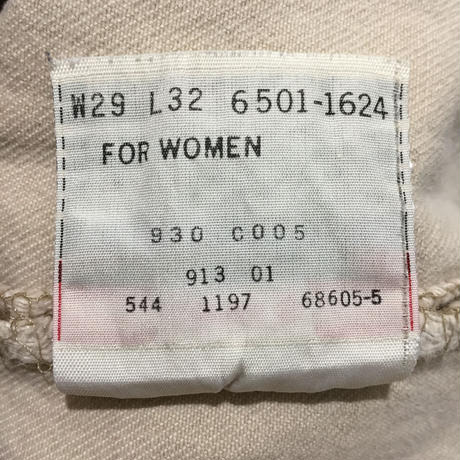 W29 L32 6501-1624
FOR WOMEN
930 C005
913 01
544 1197 68605-5